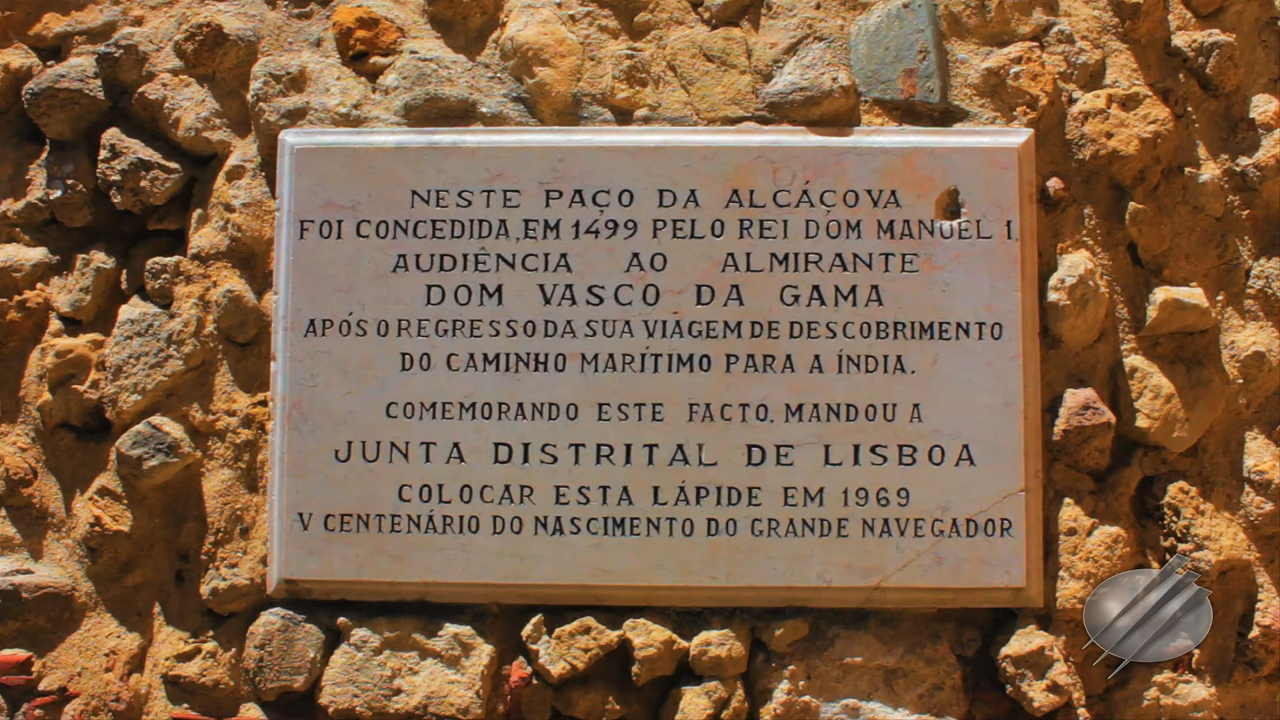 NESTE PAÇO DA ALCÁÇOVA
FOI CONCEDIDA, EM 1499 PELO REI DOM MANUEL I.
AUDIÊNCIA AO ALMIRANTE
DOM VASCO DA GAMA
APÓS O REGRESSO DA SUA VIAGEM DE DESCOBRIMENTO
DO CAMINHO MARÍTIMO PARA A ÍNDIA.
COMEMORANDO ESTE FACTO, MANDOU A
JUNTA DISTRITAL DE LISBOA
COLOCAR ESTA LÁPIDE EM 1969
V CENTENÁRIO DO NASCIMENTO DO GRANDE NAVEGADOR